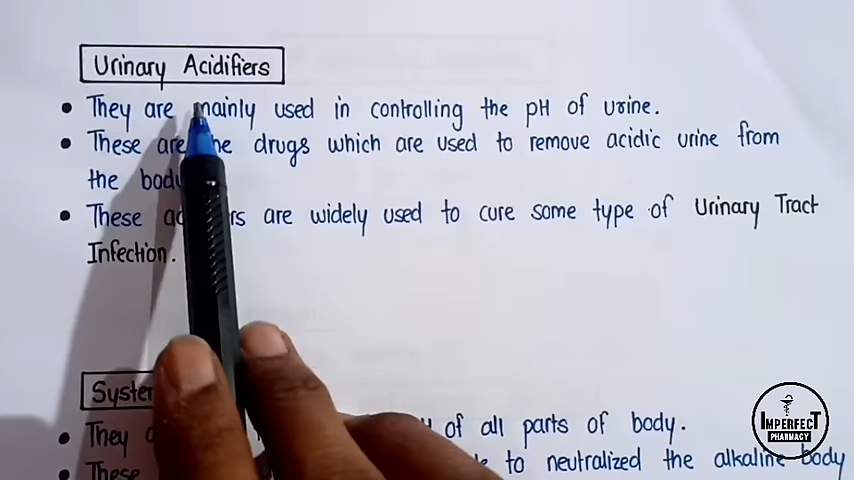 Urinary Acidifiers
• They are mainly used in controlling the pH of urine.
• These are the drugs which are used to remove acidic urine from
the body
• These are widely used to cure some type of Urinary Tract
Infection.
• They of all parts of body.
• These to neutralized the alkaline body
IMPERFECT
PHARMACY